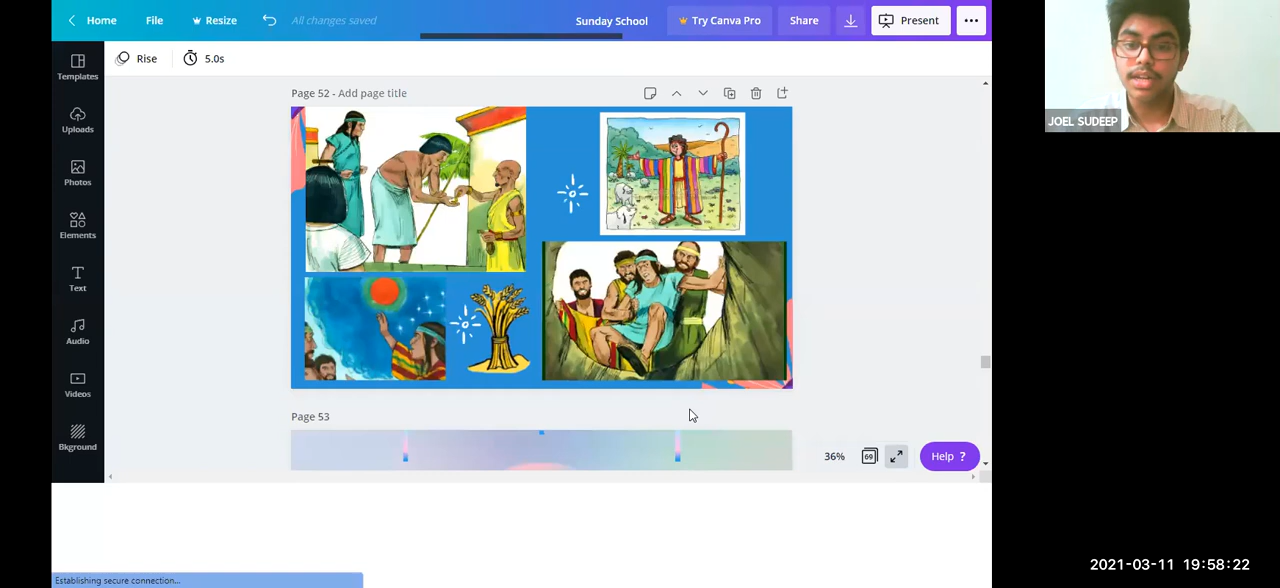 Home File Resize All changes saved Sunday School Try Canva Pro Share Present
Rise 5.0s
Templates
Uploads
Photos
Elements
Text
Audio
Videos
Bkground
Page 52 - Add page title
Page 53
36% 69 Help ?
Establishing secure connection...
JOEL SUDEEP
2021-03-11 19:58:22